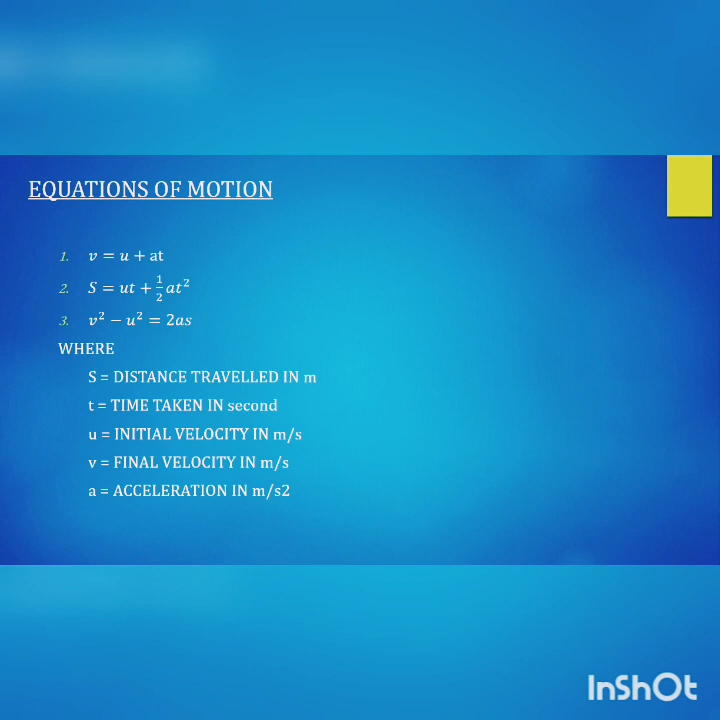 EQUATIONS OF MOTION
1. v = u + at
2. S = ut + ½at²
3. v² − u² = 2as
WHERE
S = DISTANCE TRAVELLED IN m
t = TIME TAKEN IN second
u = INITIAL VELOCITY IN m/s
v = FINAL VELOCITY IN m/s
a = ACCELERATION IN m/s2
InShOt